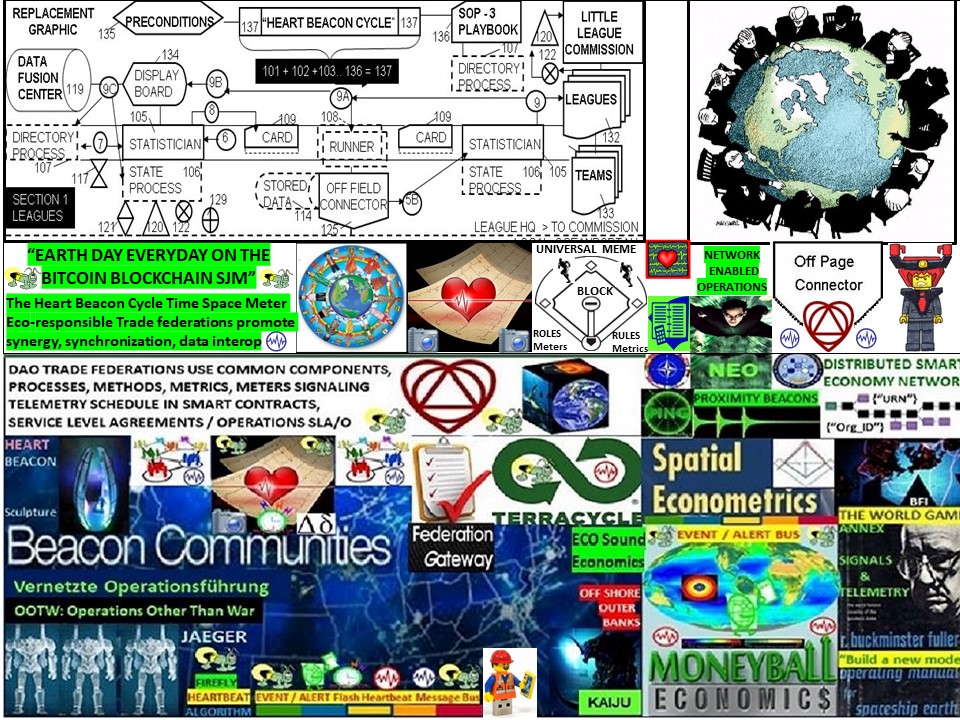 REPLACEMENT
GRAPHIC
135
PRECONDITIONS
137
"HEART BEACON CYCLE"
137
101 + 102 +103.. 136 = 137
SOP - 3
PLAYBOOK
136
107
DIRECTORY
PROCESS
120
122
LITTLE
LEAGUE
COMMISSION
DATA
FUSION
CENTER
119
134
DISPLAY
BOARD
9C
9B
9A
9
LEAGUES
132
105
8
109
CARD
108
RUNNER
109
CARD
DIRECTORY
PROCESS
107
7
STATISTICIAN
6
STATISTICIAN
105
117
STATE
PROCESS
106
STORED
DATA
114
OFF FIELD
CONNECTOR
125
5B
STATE
PROCESS
106
TEAMS
133
SECTION 1
LEAGUES
121
120
122
129
LEAGUE HQ > TO COMMISSION
"EARTH DAY EVERYDAY ON THE
BITCOIN BLOCKCHAIN SJM"
The Heart Beacon Cycle Time Space Meter
Eco-responsible Trade federations promote
synergy, synchronization, data interop
UNIVERSAL MEME
BLOCK
ROLES
Meters
RULES
Metrics
NETWORK
ENABLED
OPERATIONS
Off Page
Connector
DAO TRADE FEDERATIONS USE COMMON COMPONENTS,
PROCESSES, METHODS, METRICS, METERS SIGNALING
TELEMETRY SCHEDULE IN SMART CONTRACTS,
SERVICE LEVEL AGREEMENTS / OPERATIONS SLA/O
NEO
PING
PROXIMITY BEACONS
DISTRIBUTED SMART
ECONOMY NETWOR
{"URN"}
{"Org_ID"}
HEART
BEACON
Sculpture
Δδ
Beacon Communities
Vernetzte Operationsführung
OOTW: Operations Other Than War
JAEGER
FIREFLY
HEARTBEAT
ALGORITHM
EVENT / ALERT Flash Heartbeat Message Bus
Federation
Gateway
TERRACYCLE
ECO Sound
Economics
OFF SHORE
OUTER
BANKS
KAIJU
Spatial
Econometrics
EVENT / ALERT BUS
MONEYBALL
ECONOMIC$
BFI
THE WORLD GAM
ANNEX
SIGNALS
&
TELEMETRY
r. buckminster fuller
"Build a new mode
operating manual
for
spaceship earth